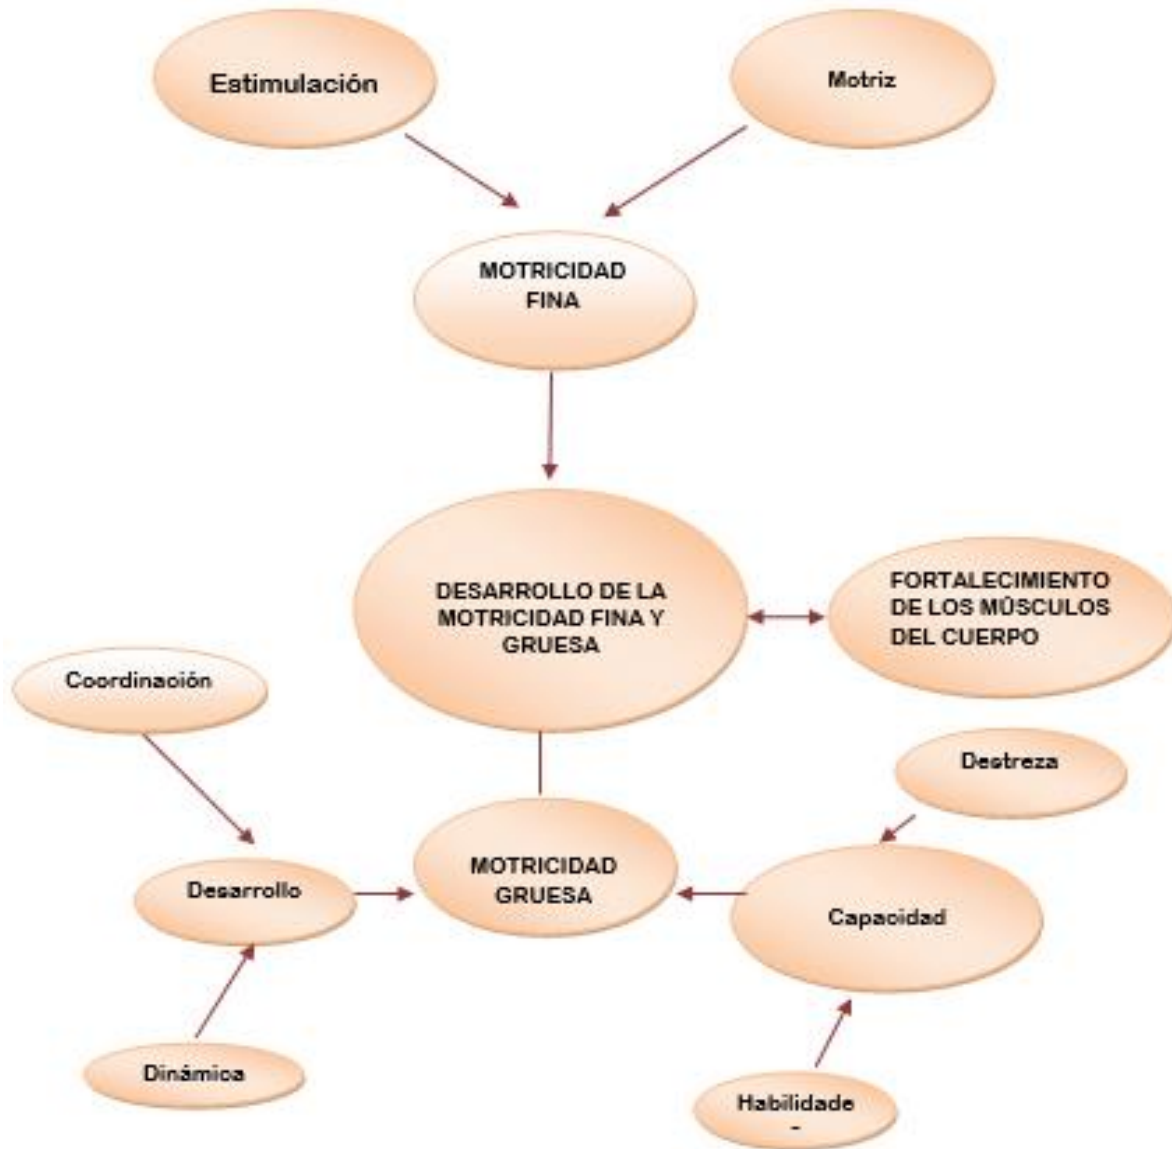 Estimulación
Motriz
MOTRICIDAD
FINA
DESARROLLO DE LA
MOTRICIDAD FINA Y
GRUESA
FORTALECIMIENTO
DE LOS MÚSCULOS
DEL CUERPO
Coordinación
Destreza
Desarrollo
MOTRICIDAD
GRUESA
Capacidad
Dinámica
Habilidade
-